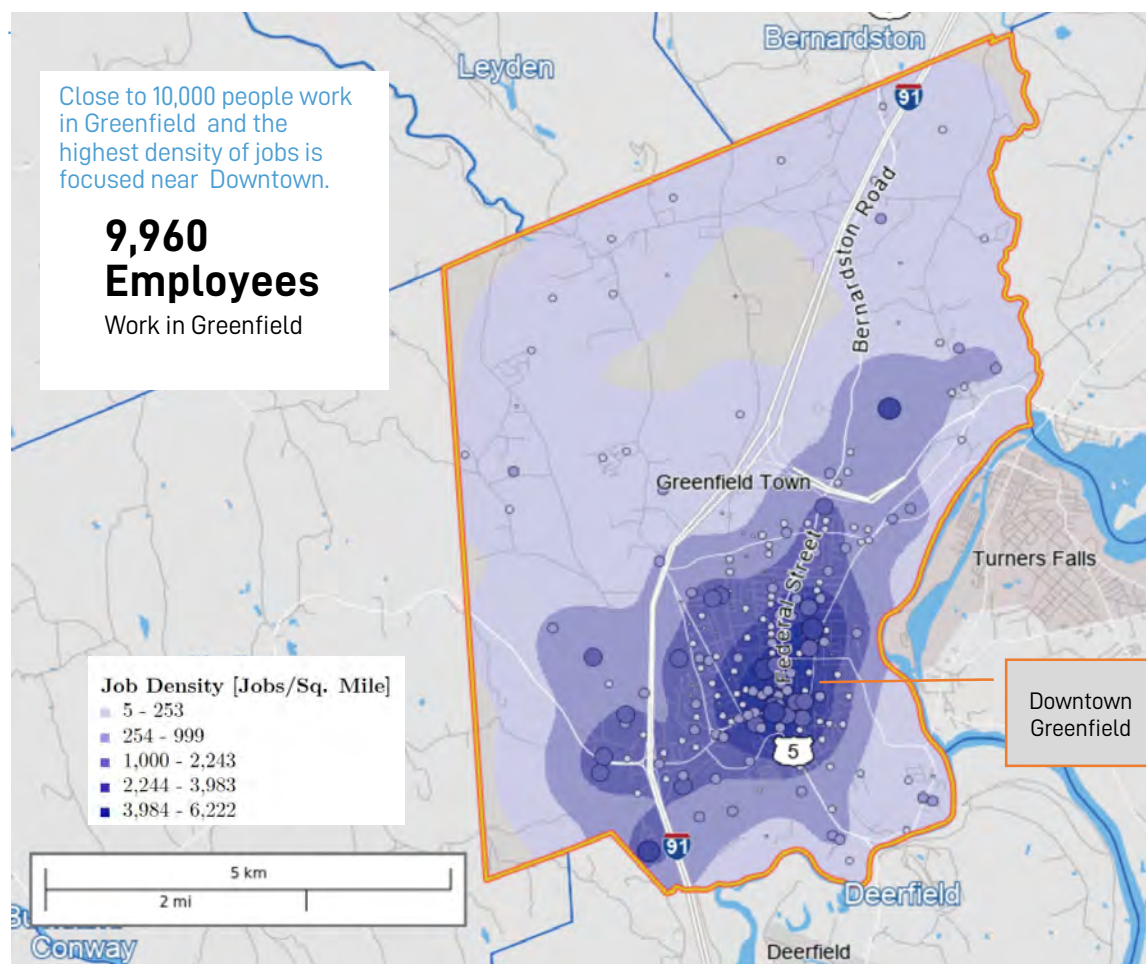 Bernardston
Leyden
91
Close to 10,000 people work
in Greenfield and the
highest density of jobs is
focused near Downtown.
9,960
Employees
Work in Greenfield
Bernardston Road
Greenfield Town
Federal Street
Turners Falls
Job Density [Jobs/Sq. Mile]
5 - 253
254 - 999
1,000 - 2,243
2,244 - 3,983
3,984 - 6,222
Downtown
Greenfield
5
91
5 km
2 mi
Deerfield
Conway
Deerfield